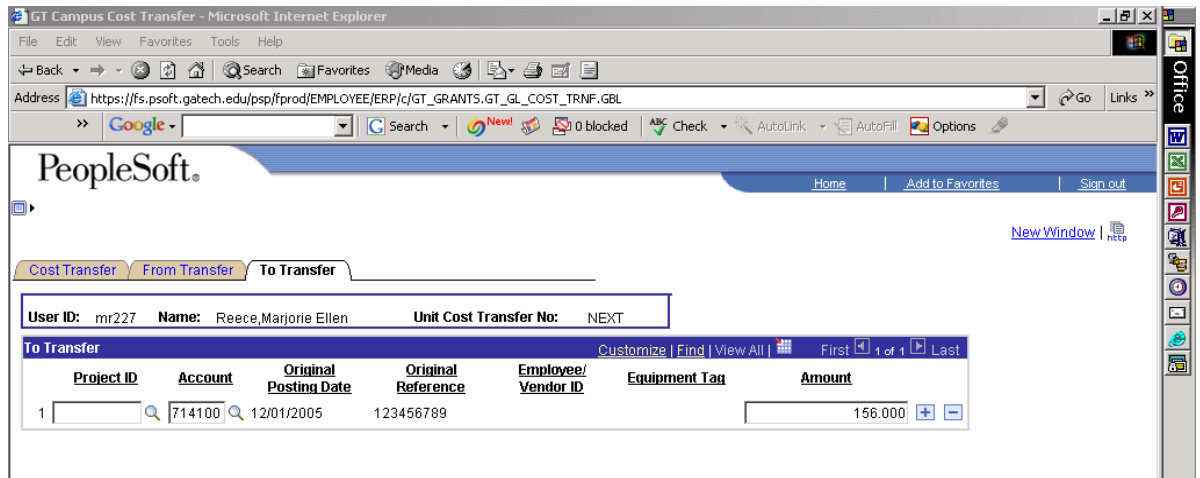 GT Campus Cost Transfer - Microsoft Internet Explorer
File Edit View Favorites Tools Help
Back Search Favorites Media
Address https://fs.psoft.gatech.edu/psp/fprod/EMPLOYEE/ERP/c/GT_GRANTS.GT_GL_COST_TRNF.GBL Go Links »
» Google Search New! 0 blocked ABC Check AutoLink AutoFill Options
Office
PeopleSoft®
Home | Add to Favorites | Sign out
New Window | http
Cost Transfer From Transfer To Transfer
User ID: mr227 Name: Reece,Marjorie Ellen Unit Cost Transfer No: NEXT
To Transfer Customize | Find | View All | First 1 of 1 Last
Project ID Account Original Posting Date Original Reference Employee/ Vendor ID Equipment Tag Amount
1 714100 12/01/2005 123456789 156.000 + −